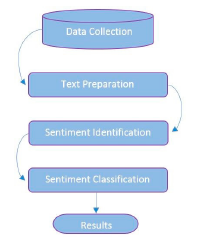 Data Collection
Text Preparation
Sentiment Identification
Sentiment Classification
Results